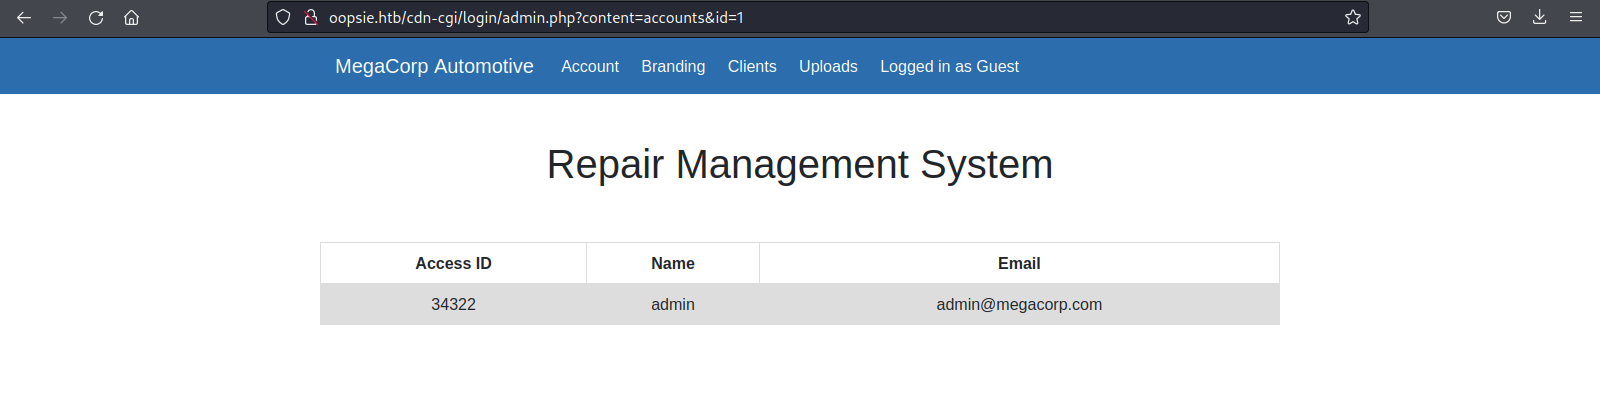 oopsie.htb/cdn-cgi/login/admin.php?content=accounts&id=1
MegaCorp Automotive Account Branding Clients Uploads Logged in as Guest
Repair Management System
Access ID Name Email
34322 admin admin@megacorp.com